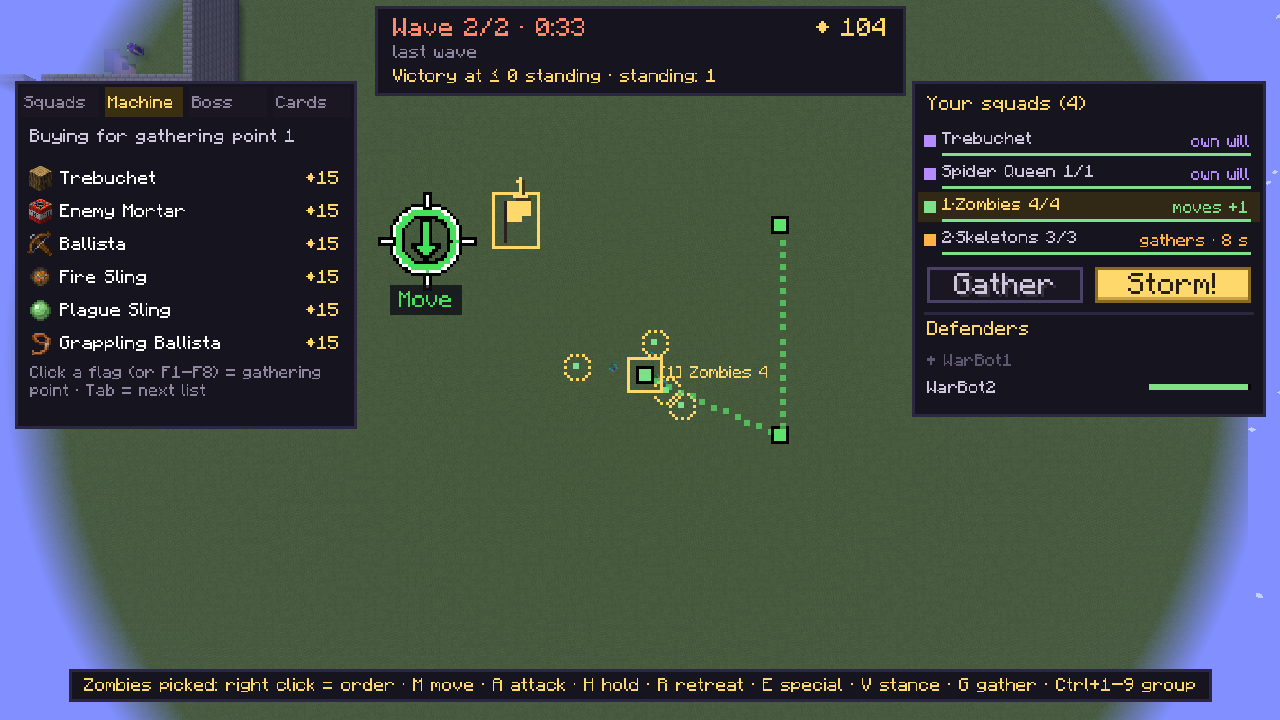 Wave 2/2 · 0:33
104
last wave
Victory at ≤ 0 standing · standing: 1
Squads
Machine
Boss
Cards
Buying for gathering point 1
Trebuchet +15
Enemy Mortar +15
Ballista +15
Fire Sling +15
Plague Sling +15
Grappling Ballista +15
Click a flag (or F1–F8) = gathering
point · Tab = next list
1
Move
[1] Zombies 4
Your squads (4)
Trebuchet own will
Spider Queen 1/1 own will
1·Zombies 4/4 moves +1
2·Skeletons 3/3 gathers · 8 s
Gather
Storm!
Defenders
+ WarBot1
WarBot2
Zombies picked: right click = order · M move · A attack · H hold · R retreat · E special · V stance · G gather · Ctrl+1–9 group